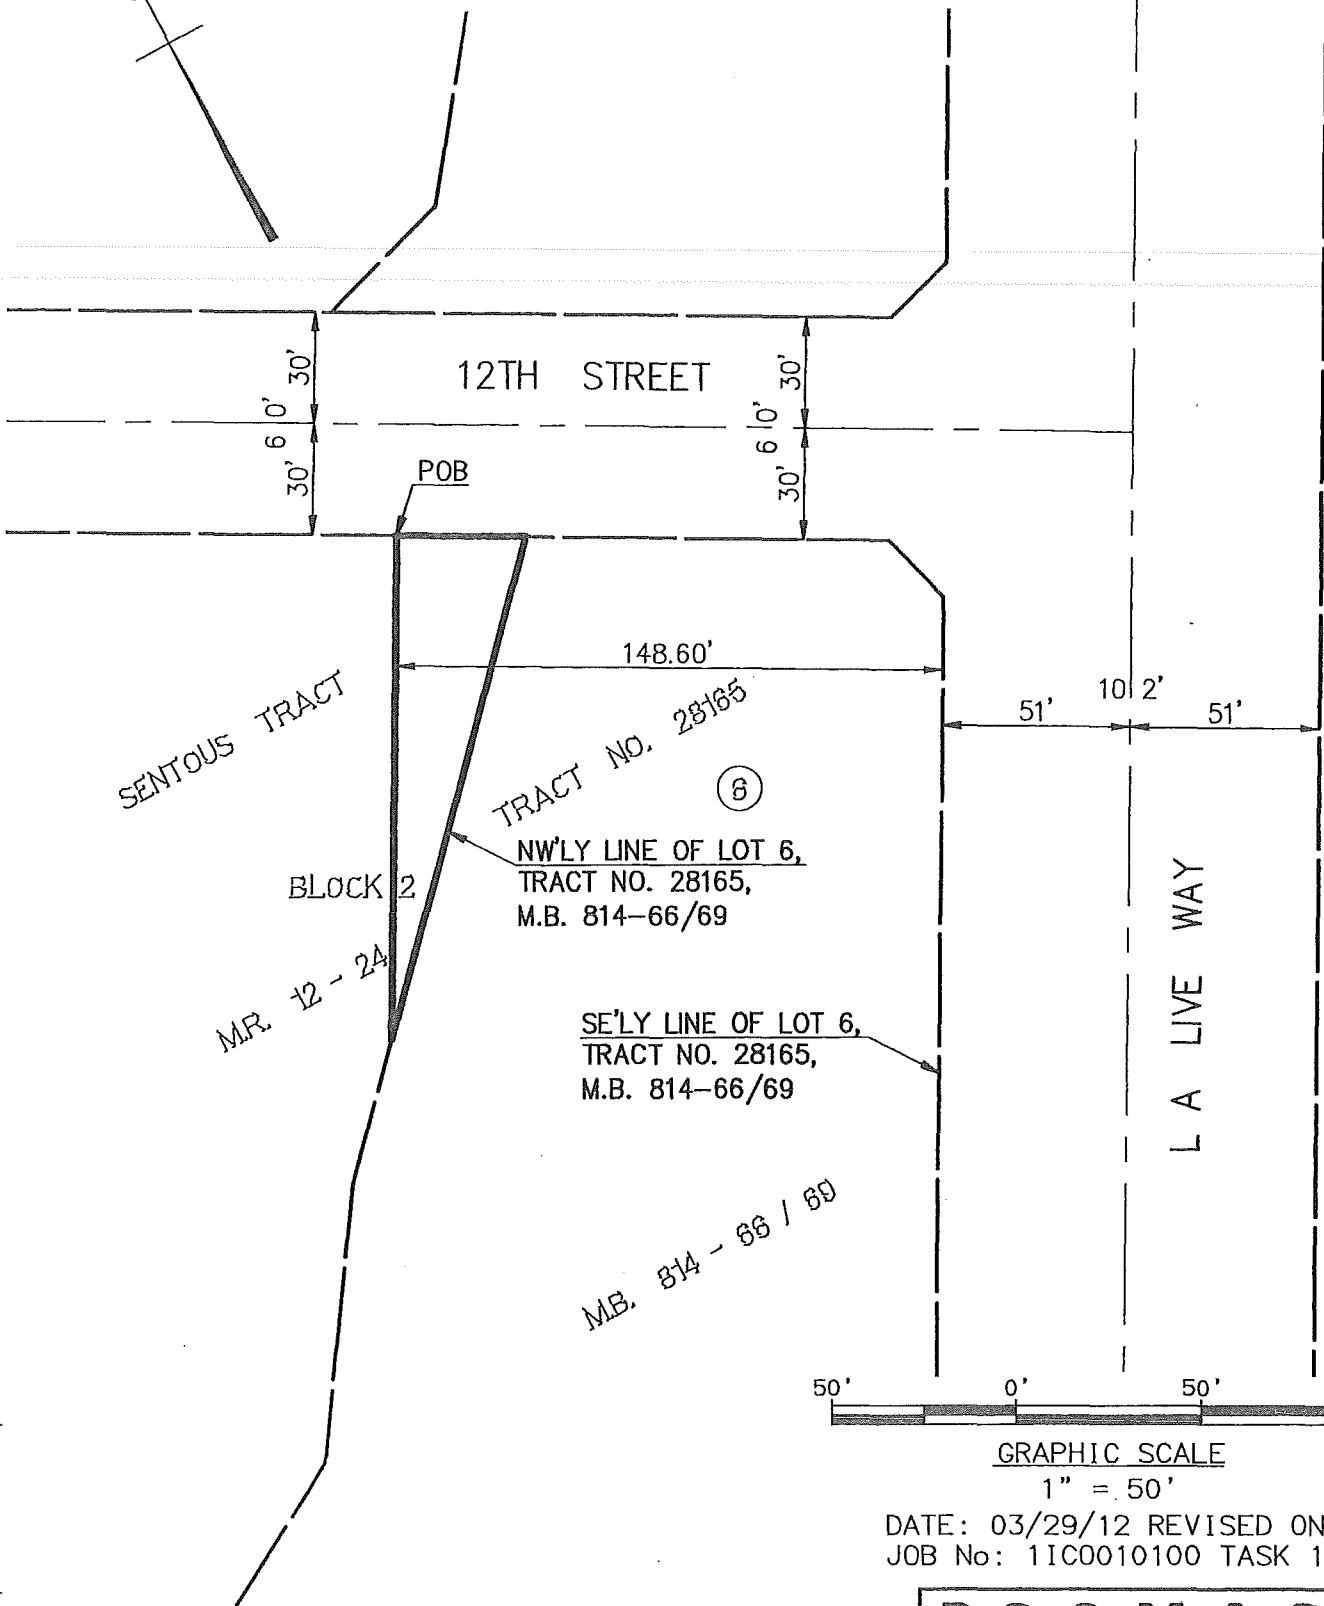 30'
12TH STREET
30'
60'
60'
30'
30'
POB
148.60'
SENTOUS TRACT
TRACT NO. 28165
102'
51'
51'
6
NW'LY LINE OF LOT 6,
TRACT NO. 28165,
M.B. 814-66/69
BLOCK 2
M.R. 12 - 24
L A LIVE WAY
SE'LY LINE OF LOT 6,
TRACT NO. 28165,
M.B. 814-66/69
M.B. 814 - 66 / 69
50' 0' 50'
GRAPHIC SCALE
1" = 50'
DATE: 03/29/12 REVISED ON
JOB No: 1IC0010100 TASK 1